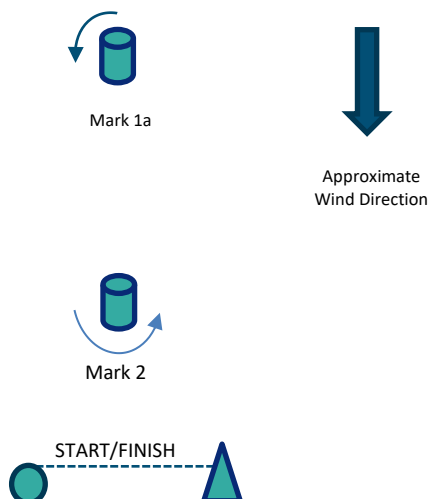 Mark 1a
Approximate
Wind Direction
Mark 2
START/FINISH